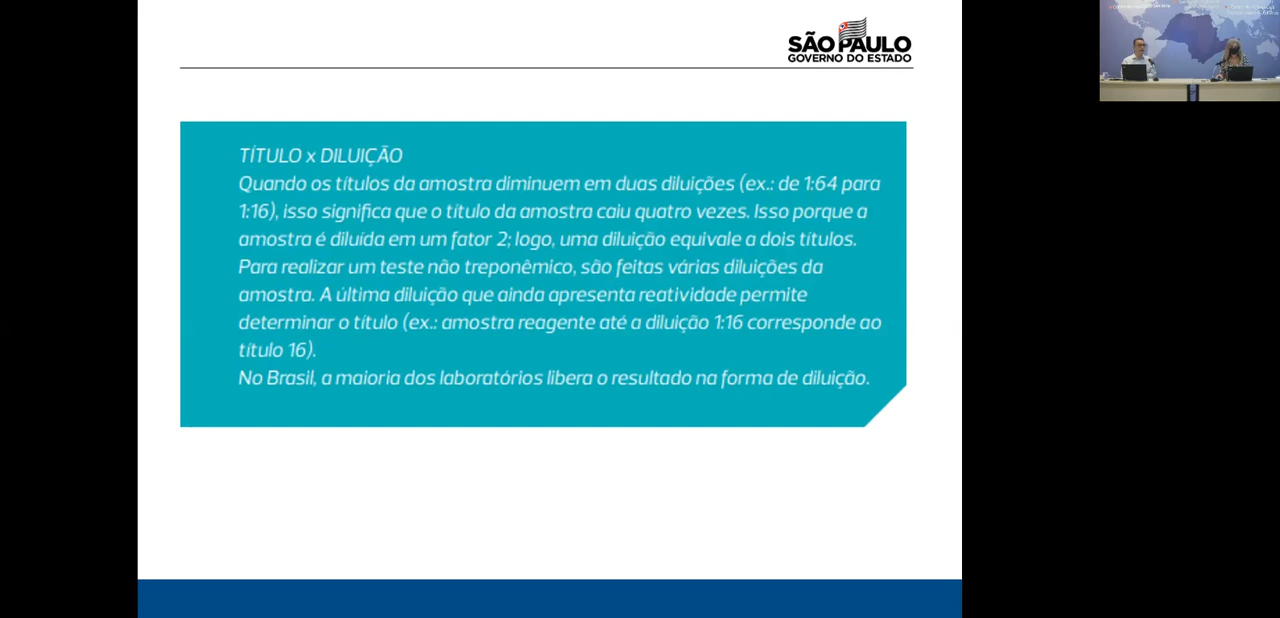 SÃO PAULO
GOVERNO DO ESTADO
TÍTULO x DILUIÇÃO
Quando os títulos da amostra diminuem em duas diluições (ex.: de 1:64 para
1:16), isso significa que o título da amostra caiu quatro vezes. Isso porque a
amostra é diluída em um fator 2; logo, uma diluição equivale a dois títulos.
Para realizar um teste não treponêmico, são feitas várias diluições da
amostra. A última diluição que ainda apresenta reatividade permite
determinar o título (ex.: amostra reagente até a diluição 1:16 corresponde ao
título 16).
No Brasil, a maioria dos laboratórios libera o resultado na forma de diluição.